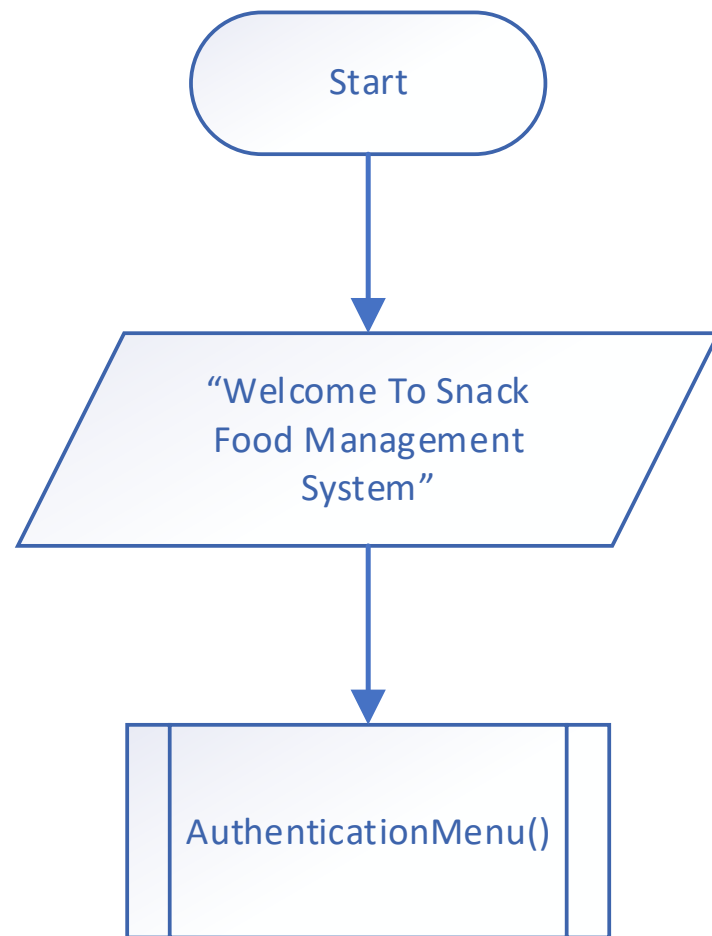 Start
“Welcome To Snack
Food Management
System”
AuthenticationMenu()